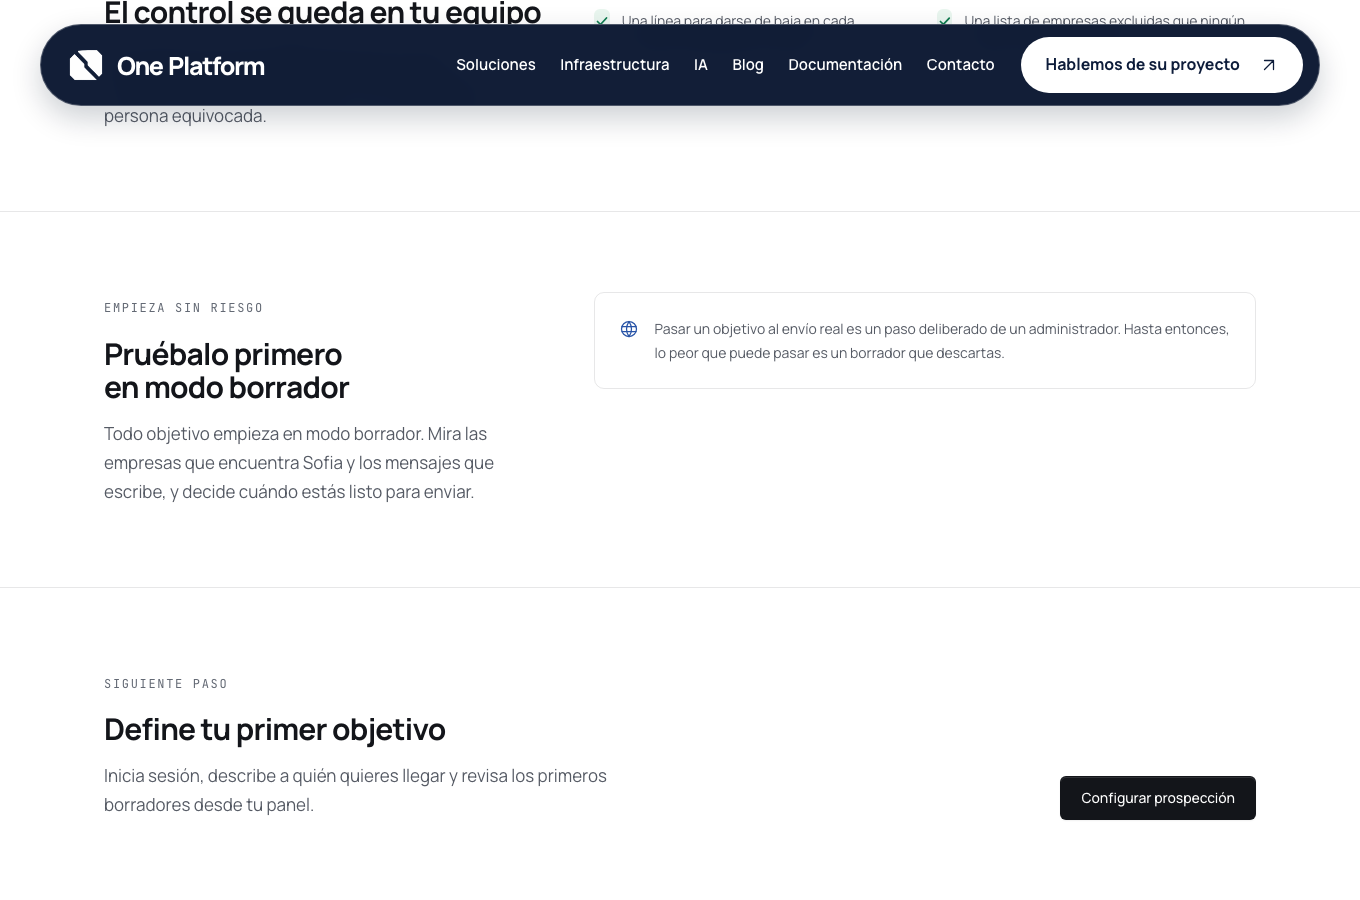 El control se queda en tu equipo
Una línea para darse de baja en cada
Una lista de empresas excluidas que ningún
One Platform
Soluciones
Infraestructura
IA
Blog
Documentación
Contacto
Hablemos de su proyecto
persona equivocada.
EMPIEZA SIN RIESGO
Pruébalo primero
en modo borrador
Todo objetivo empieza en modo borrador. Mira las
empresas que encuentra Sofia y los mensajes que
escribe, y decide cuándo estás listo para enviar.
Pasar un objetivo al envío real es un paso deliberado de un administrador. Hasta entonces,
lo peor que puede pasar es un borrador que descartas.
SIGUIENTE PASO
Define tu primer objetivo
Inicia sesión, describe a quién quieres llegar y revisa los primeros
borradores desde tu panel.
Configurar prospección